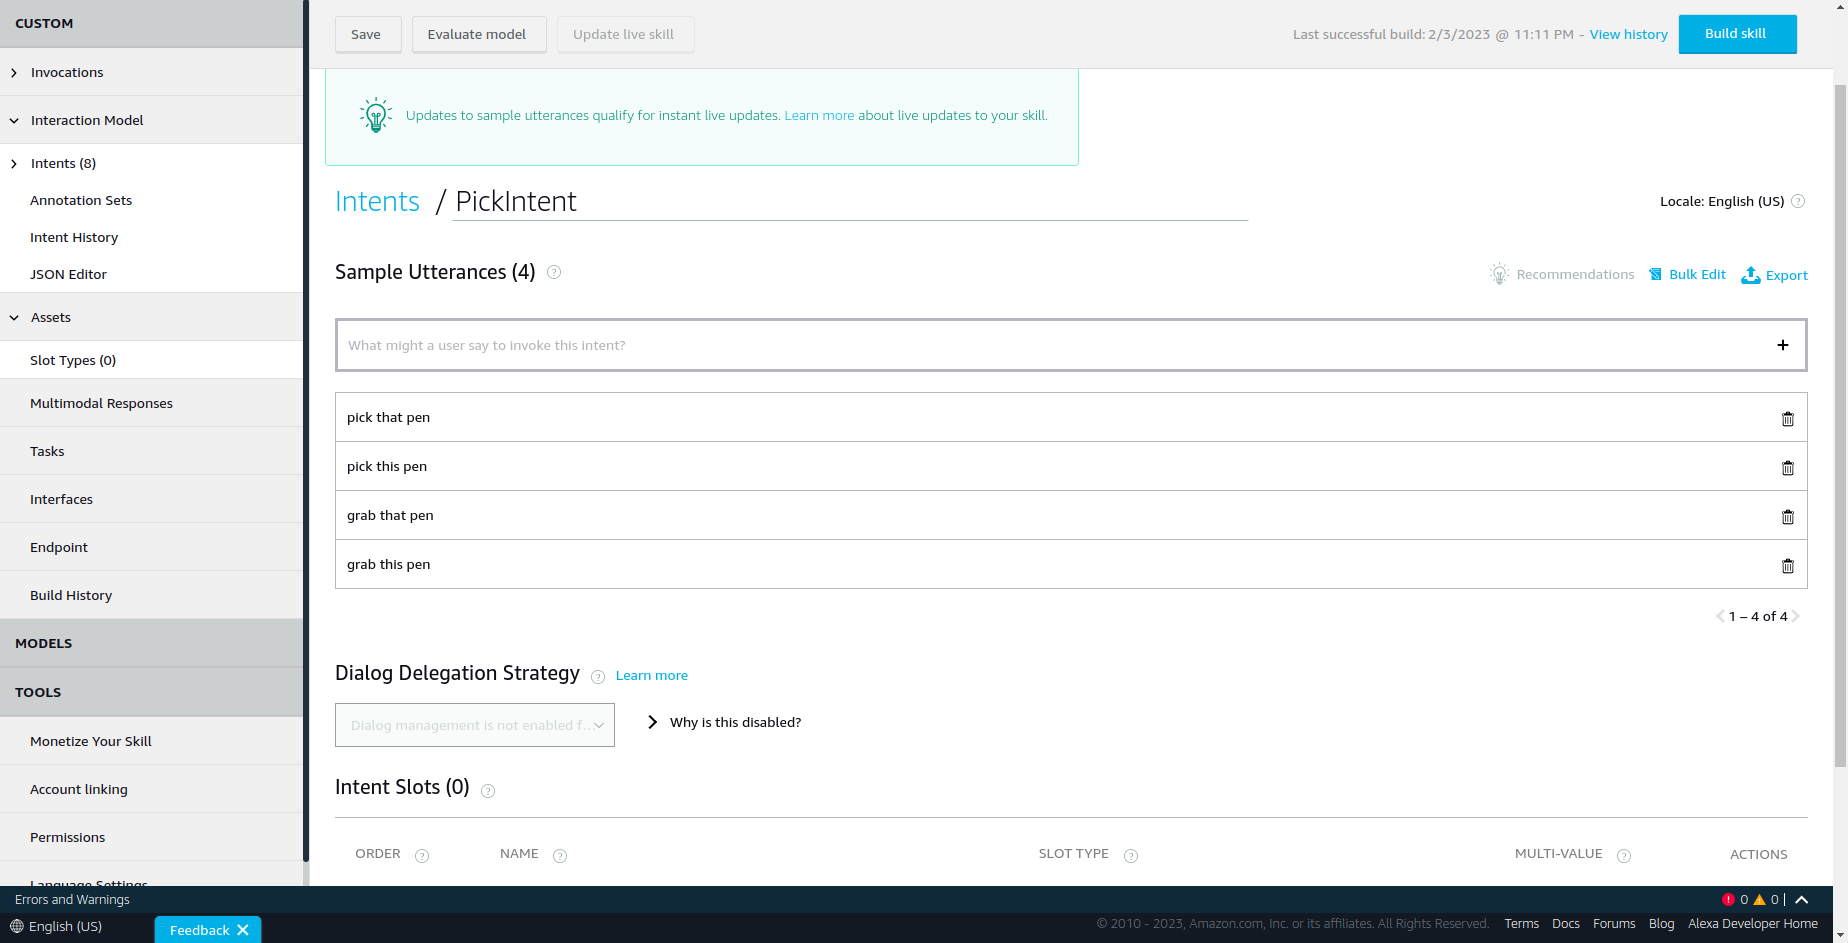 CUSTOM
Invocations
Interaction Model
Intents (8)
Annotation Sets
Intent History
JSON Editor
Assets
Slot Types (0)
Multimodal Responses
Tasks
Interfaces
Endpoint
Build History
MODELS
TOOLS
Monetize Your Skill
Account linking
Permissions
Language Settings
Save
Evaluate model
Update live skill
Last successful build: 2/3/2023 @ 11:11 PM - View history
Build skill
Updates to sample utterances qualify for instant live updates. Learn more about live updates to your skill.
Intents / PickIntent
Locale: English (US) ?
Sample Utterances (4) ?
Recommendations
Bulk Edit
Export
What might a user say to invoke this intent? +
pick that pen
pick this pen
grab that pen
grab this pen
1 – 4 of 4
Dialog Delegation Strategy ? Learn more
Dialog management is not enabled f...
Why is this disabled?
Intent Slots (0) ?
ORDER ? NAME ? SLOT TYPE ? MULTI-VALUE ? ACTIONS
Errors and Warnings
! 0 ! 0 |
English (US)
Feedback
© 2010 - 2023, Amazon.com, Inc. or its affiliates. All Rights Reserved. Terms Docs Forums Blog Alexa Developer Home